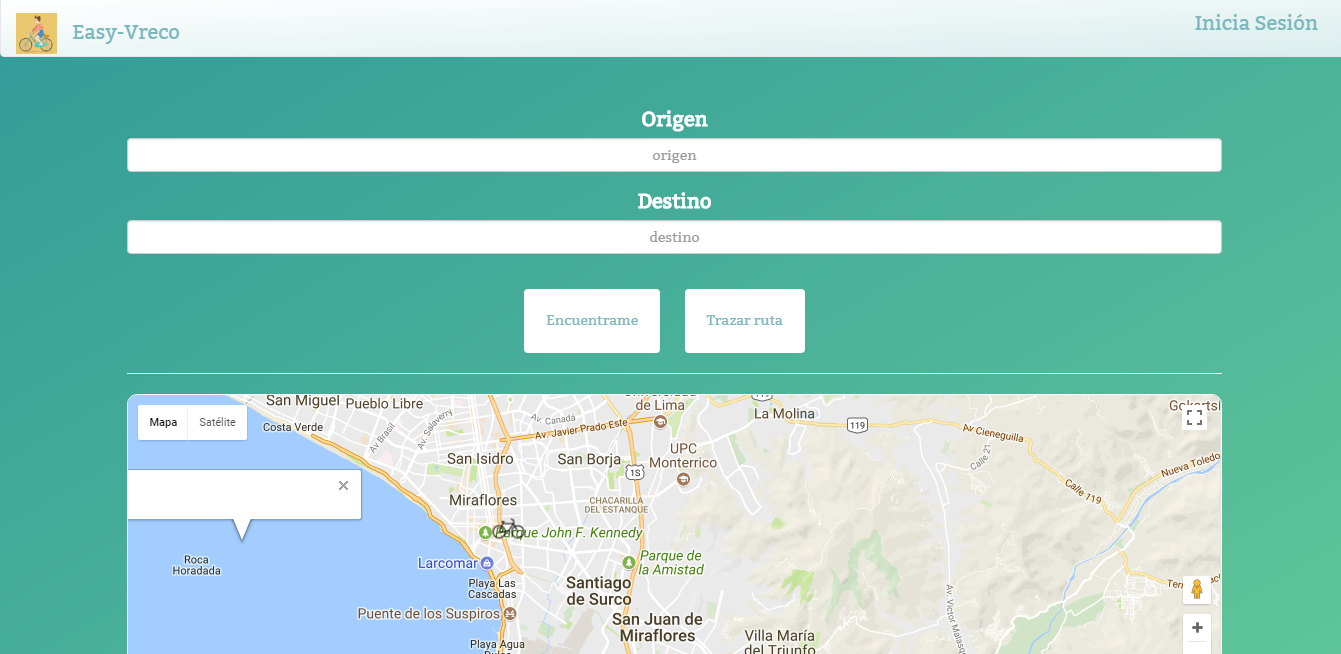 Easy-Vreco
Inicia Sesión
Origen
origen
Destino
destino
Encuentrame
Trazar ruta
Mapa
Satélite
San Miguel
Pueblo Libre
Costa Verde
Av Brasil
Av. Salaverry
Av. Canadá
Av. Javier Prado Este
de Lima
La Molina
119
Av Cieneguilla
Calle 21
Nueva Toledo
Calle 119
San Isidro
San Borja
1S
UPC
Monterrico
Miraflores
CHACARILLA
DEL ESTANQUE
Parque John F. Kennedy
Larcomar
Parque de
la Amistad
Roca
Horadada
Playa Las
Cascadas
Santiago
de Surco
Puente de los Suspiros
San Juan de
Miraflores
Villa María
del Triunfo
Playa Agua